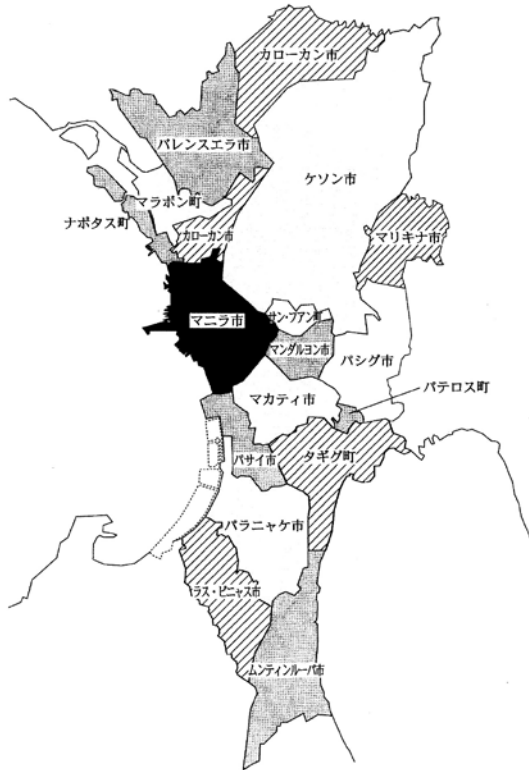 カローカン市
バレンスエラ市
ケソン市
マラボン町
ナボタス町
カローカン市
マリキナ市
マニラ市
サン・フアン町
マンダルヨン市
パシグ市
パテロス町
マカティ市
タギグ町
パサイ市
パラニャケ市
ラス・ピニャス市
ムンティンルーパ市